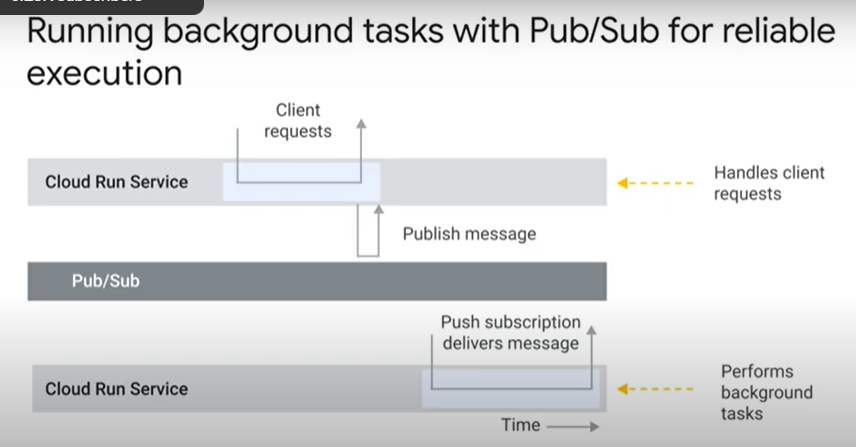 Running background tasks with Pub/Sub for reliable
execution
Client
requests
Cloud Run Service
Handles client
requests
Publish message
Pub/Sub
Push subscription
delivers message
Cloud Run Service
Performs
background
tasks
Time